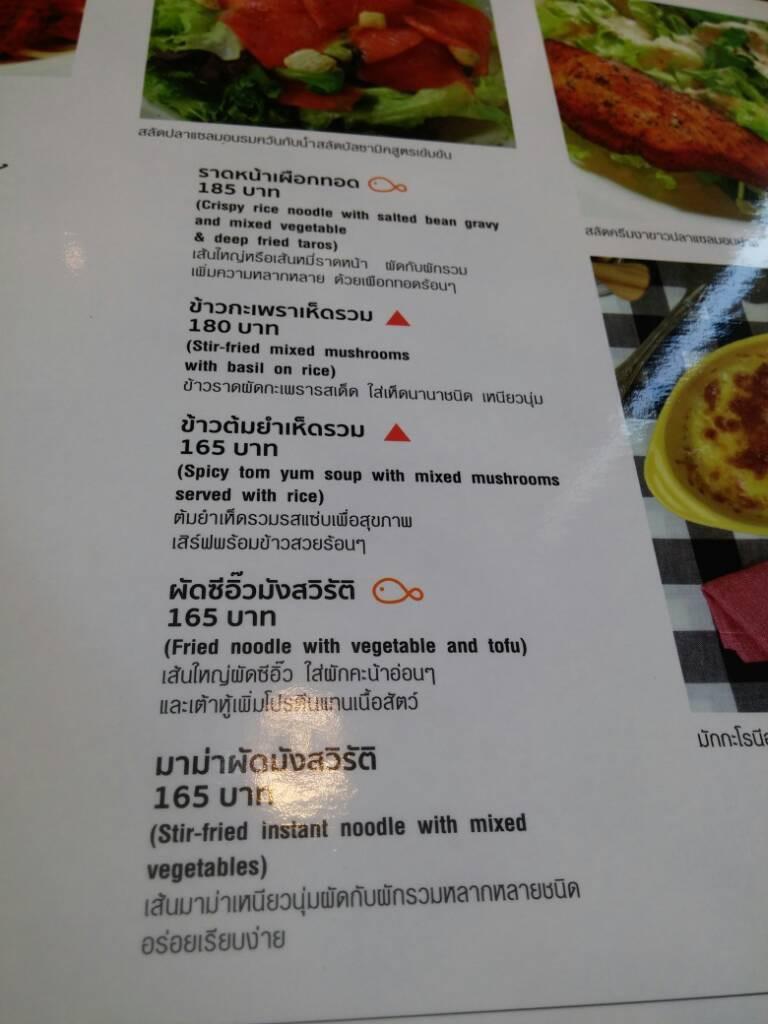 สลัดปลาแซลมอนรมควันกับน้ำสลัดบัลซามิคสูตรเข้มข้น
ราดหน้าเผือกทอด
185 บาท
(Crispy rice noodle with salted bean gravy
and mixed vegetable
& deep fried taros)
เส้นใหญ่หรือเส้นหมี่ราดหน้า ผัดกับผักรวม
เพิ่มความหลากหลาย ด้วยเผือกทอดร้อนๆ
ข้าวกะเพราเห็ดรวม
180 บาท
(Stir-fried mixed mushrooms
with basil on rice)
ข้าวราดผัดกะเพรารสเด็ด ใส่เห็ดนานาชนิด เหนียวนุ่ม
ข้าวต้มยำเห็ดรวม
165 บาท
(Spicy tom yum soup with mixed mushrooms
served with rice)
ต้มยำเห็ดรวมรสแซ่บเพื่อสุขภาพ
เสิร์ฟพร้อมข้าวสวยร้อนๆ
ผัดซีอิ๊วมังสวิรัติ
165 บาท
(Fried noodle with vegetable and tofu)
เส้นใหญ่ผัดซีอิ๊ว ใส่ผักคะน้าอ่อนๆ
และเต้าหู้เพิ่มโปรตีนแทนเนื้อสัตว์
มาม่าผัดมังสวิรัติ
165 บาท
(Stir-fried instant noodle with mixed
vegetables)
เส้นมาม่าเหนียวนุ่มผัดกับผักรวมหลากหลายชนิด
อร่อยเรียบง่าย
สลัดครีมงาขาวปลาแซลมอน
มักกะโรนี